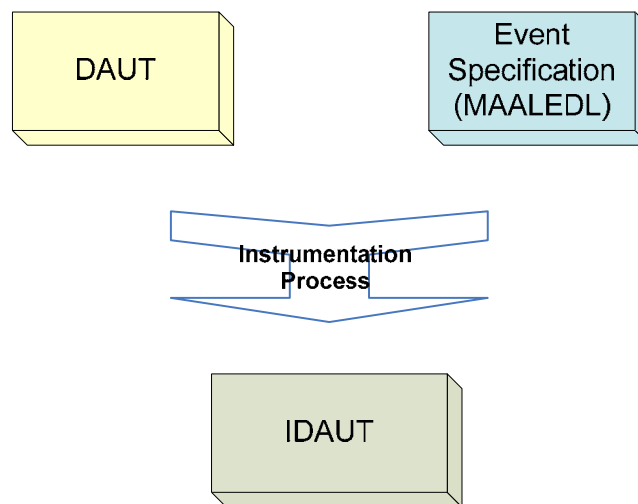 DAUT
Event
Specification
(MAALEDL)
Instrumentation
Process
IDAUT